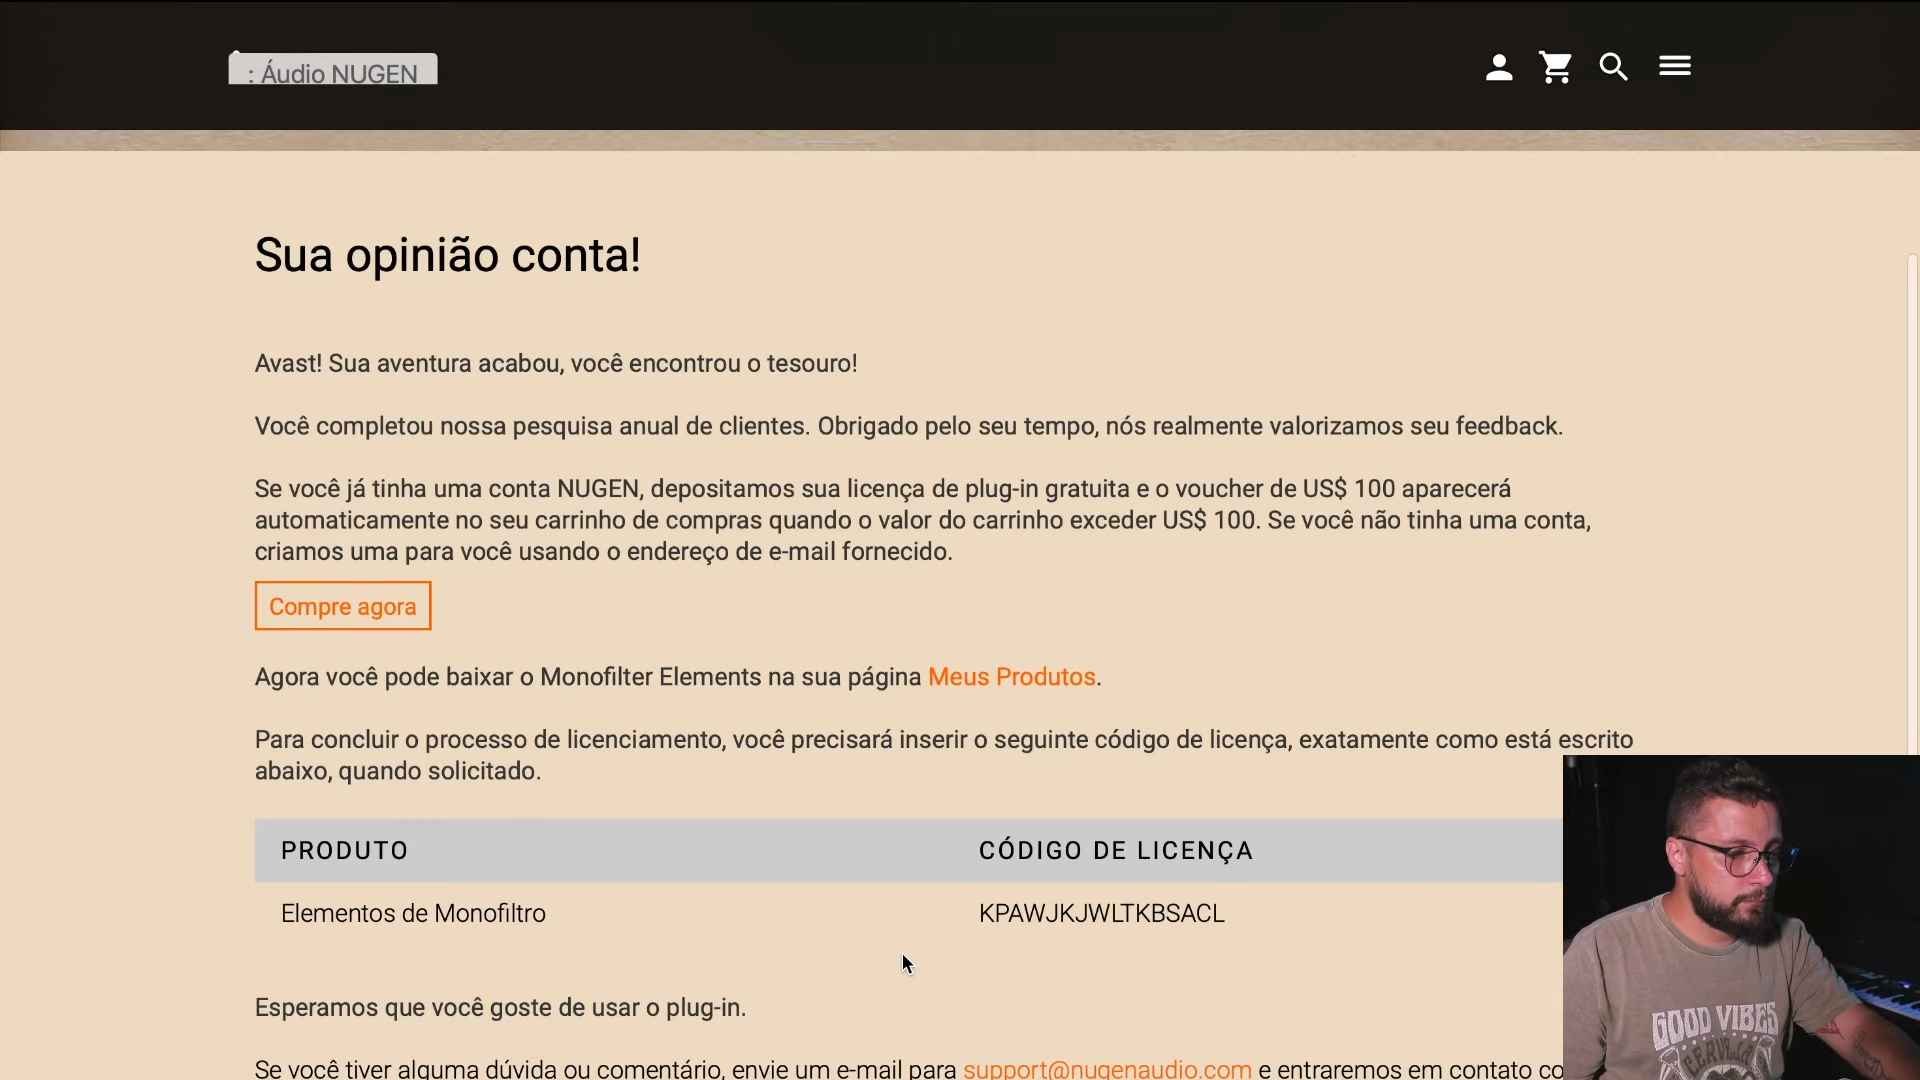 : Áudio NUGEN
Sua opinião conta!
Avast! Sua aventura acabou, você encontrou o tesouro!
Você completou nossa pesquisa anual de clientes. Obrigado pelo seu tempo, nós realmente valorizamos seu feedback.
Se você já tinha uma conta NUGEN, depositamos sua licença de plug-in gratuita e o voucher de US$ 100 aparecerá
automaticamente no seu carrinho de compras quando o valor do carrinho exceder US$ 100. Se você não tinha uma conta,
criamos uma para você usando o endereço de e-mail fornecido.
Compre agora
Agora você pode baixar o Monofilter Elements na sua página Meus Produtos.
Para concluir o processo de licenciamento, você precisará inserir o seguinte código de licença, exatamente como está escrito
abaixo, quando solicitado.
PRODUTO CÓDIGO DE LICENÇA
Elementos de Monofiltro KPAWJKJWLTKBSACL
Esperamos que você goste de usar o plug-in.
Se você tiver alguma dúvida ou comentário, envie um e-mail para support@nugenaudio.com e entraremos em contato co
GOOD VIBES